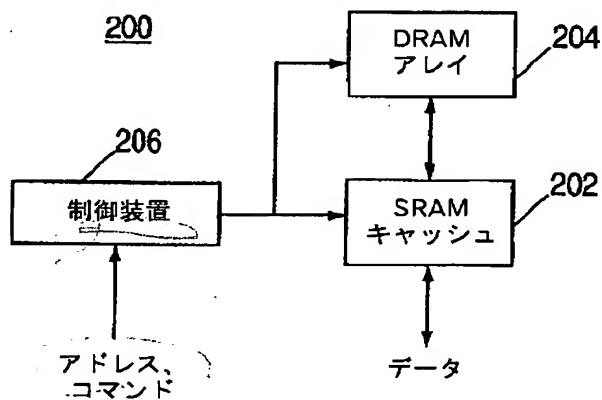 200
DRAM
アレイ
204
206
制御装置
SRAM
キャッシュ
202
アドレス、
コマンド
データ